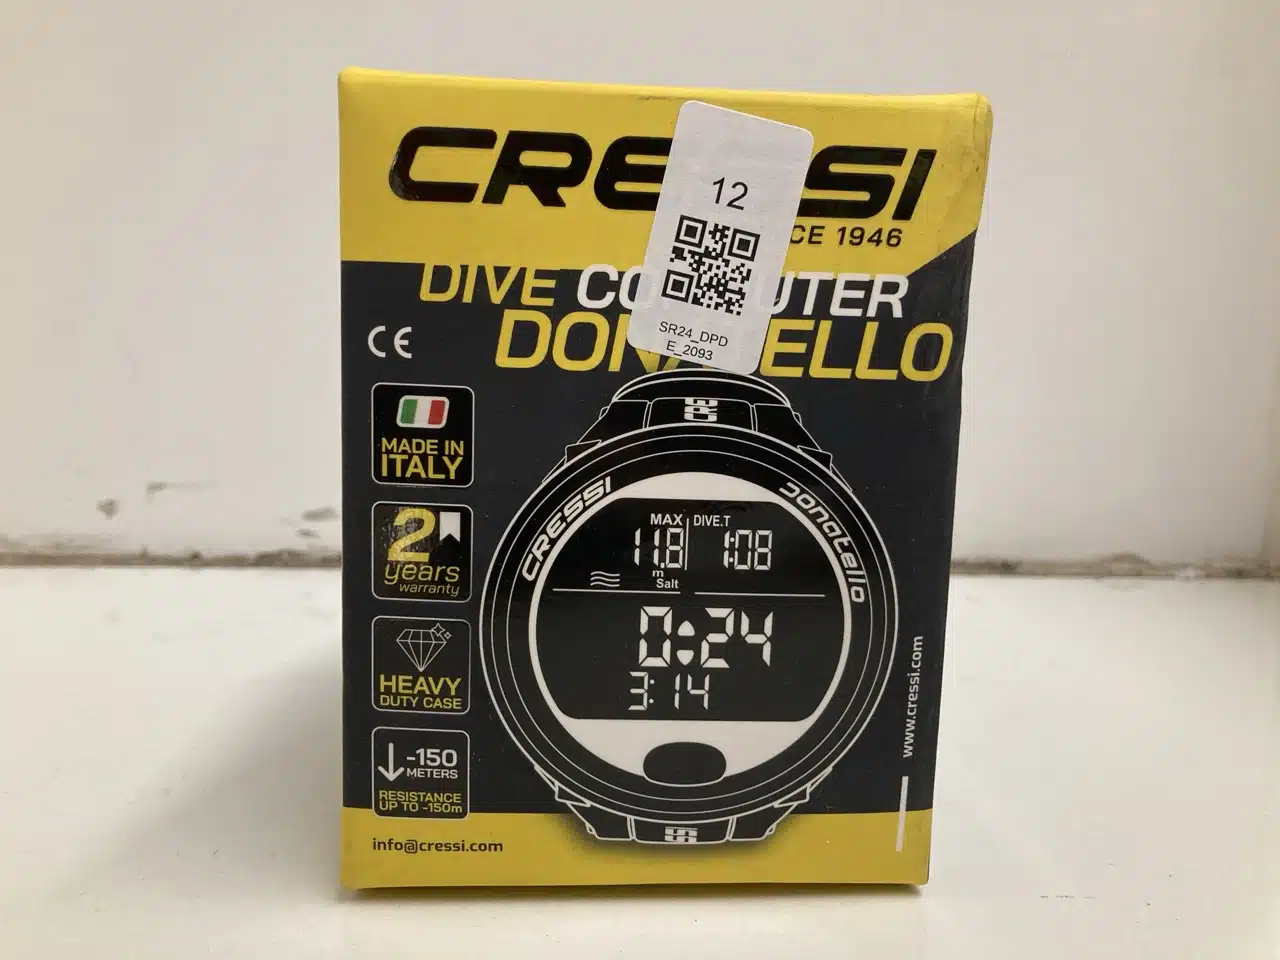 CRE SSI
12
CE 1946
DIVE CO UTER
DON ELLO
SR24_DPD
E_2093
CE
MADE IN
ITALY
2
years
warranty
HEAVY
DUTY CASE
-150
METERS
RESISTANCE
UP TO -150m
CRESSI
Donatello
MAX DIVE.T
11.8 1:08
m
Salt
0:24
3:14
www.cressi.com
info@cressi.com